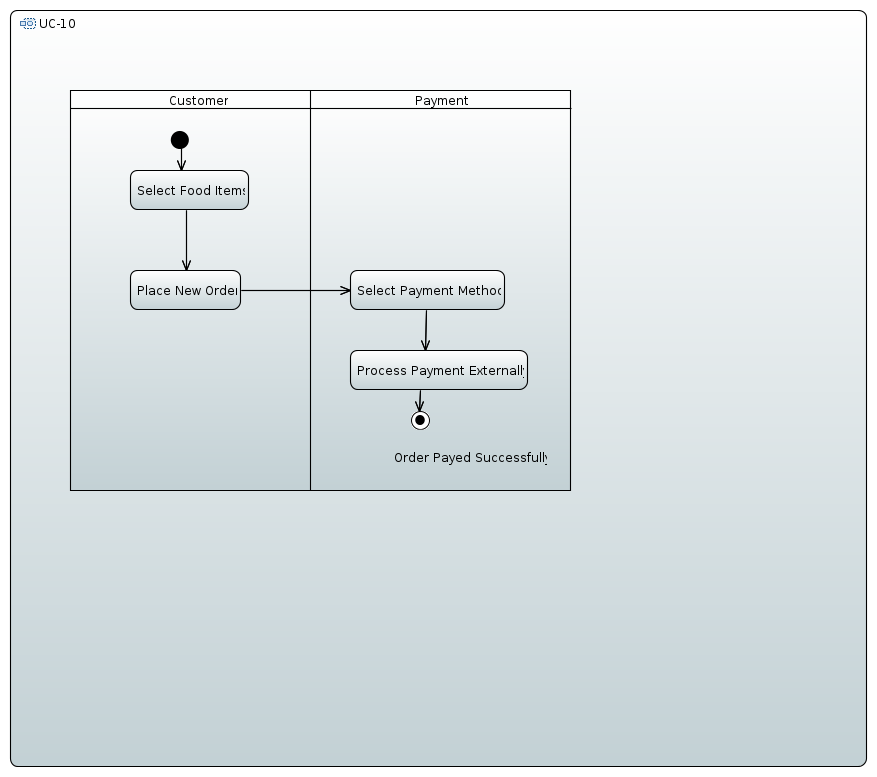 UC-10
Customer
Payment
Select Food Items
Place New Order
Select Payment Method
Process Payment Externally
Order Payed Successfully